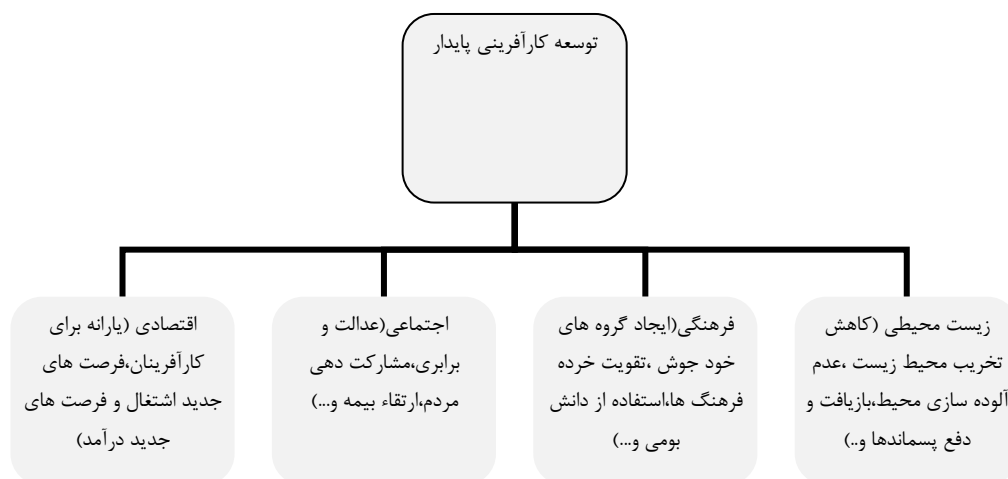 توسعه کارآفرینی پایدار
زیست محیطی (کاهش
تخریب محیط زیست ،عدم
آلوده سازی محیط،بازیافت و
دفع پسماندها و..)
فرهنگی(ایجاد گروه های
خود جوش ،تقویت خرده
فرهنگ ها،استفاده از دانش
بومی و...)
اجتماعی(عدالت و
برابری،مشارکت دهی
مردم،ارتقاء بیمه و...)
اقتصادی (یارانه برای
کارآفرینان،فرصت های
جدید اشتغال و فرصت های
جدید درآمد)